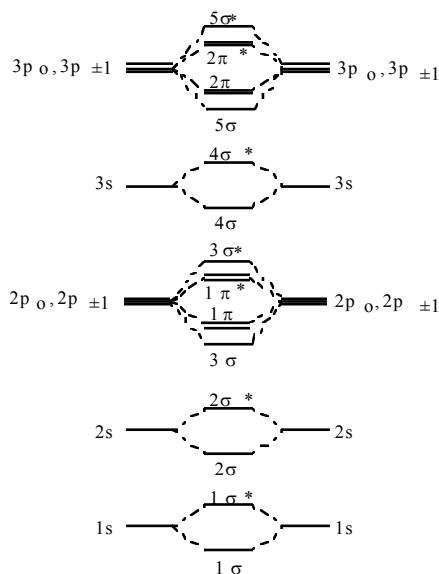 5σ*
2π *
3p o , 3p ±1 2π 3p o , 3p ±1
5σ
4σ *
3s 3s
4σ
3 σ*
1 π *
2p o , 2p ±1 1 π 2p o , 2p ±1
3 σ
2σ *
2s 2s
2σ
1 σ *
1s 1s
1 σ